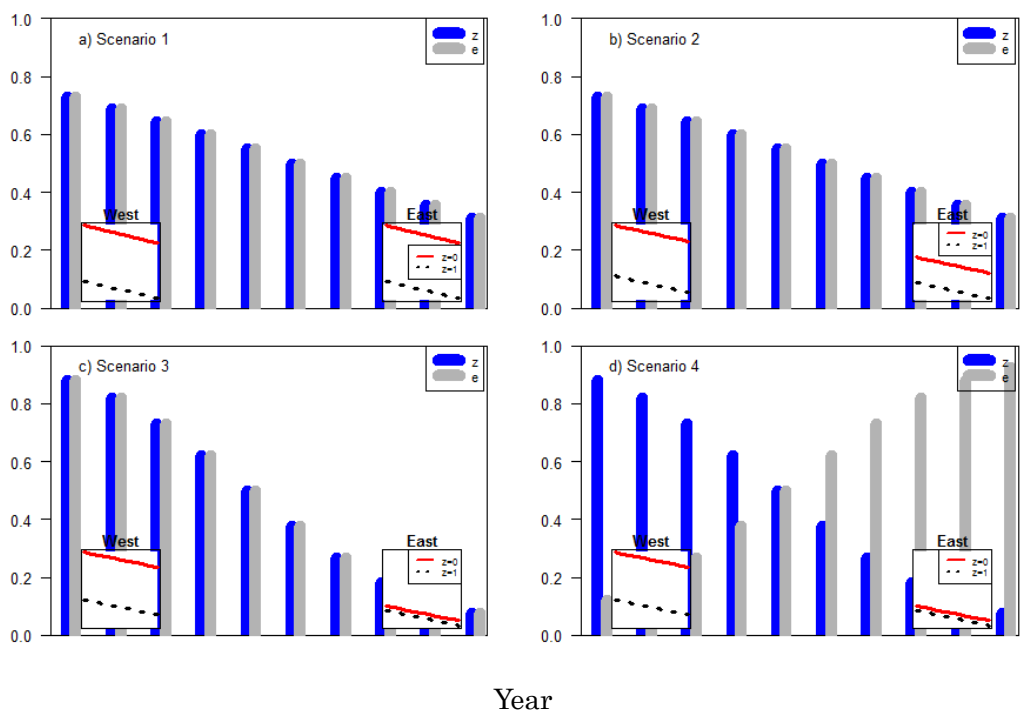 a) Scenario 1
z
e
1.0
0.8
0.6
0.4
0.2
0.0
West
East
z=0
z=1
b) Scenario 2
z
e
1.0
0.8
0.6
0.4
0.2
0.0
West
East
z=0
z=1
c) Scenario 3
z
e
1.0
0.8
0.6
0.4
0.2
0.0
West
East
z=0
z=1
d) Scenario 4
z
e
1.0
0.8
0.6
0.4
0.2
0.0
West
East
z=0
z=1
Year